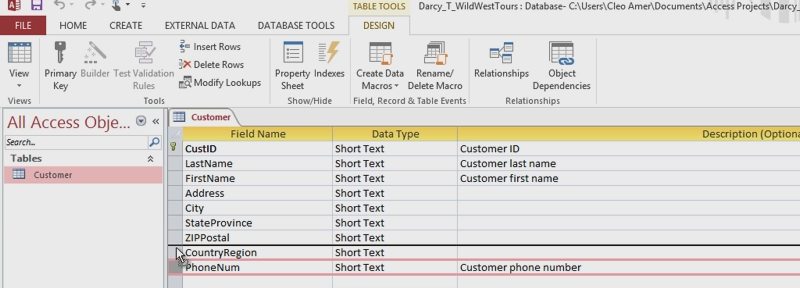 TABLE TOOLS
Darcy_T_WildWestTours : Database- C:\Users\Cleo Amer\Documents\Access Projects\Darcy_
FILE HOME CREATE EXTERNAL DATA DATABASE TOOLS DESIGN
View
Primary Key
Builder
Test Validation Rules
Insert Rows
Delete Rows
Modify Lookups
Property Sheet
Indexes
Create Data Macros
Rename/ Delete Macro
Relationships
Object Dependencies
Views Tools Show/Hide Field, Record & Table Events Relationships
All Access Obje...
Search...
Tables
Customer
Customer
Field Name Data Type Description (Optiona
CustID Short Text Customer ID
LastName Short Text Customer last name
FirstName Short Text Customer first name
Address Short Text
City Short Text
StateProvince Short Text
ZIPPostal Short Text
CountryRegion Short Text
PhoneNum Short Text Customer phone number